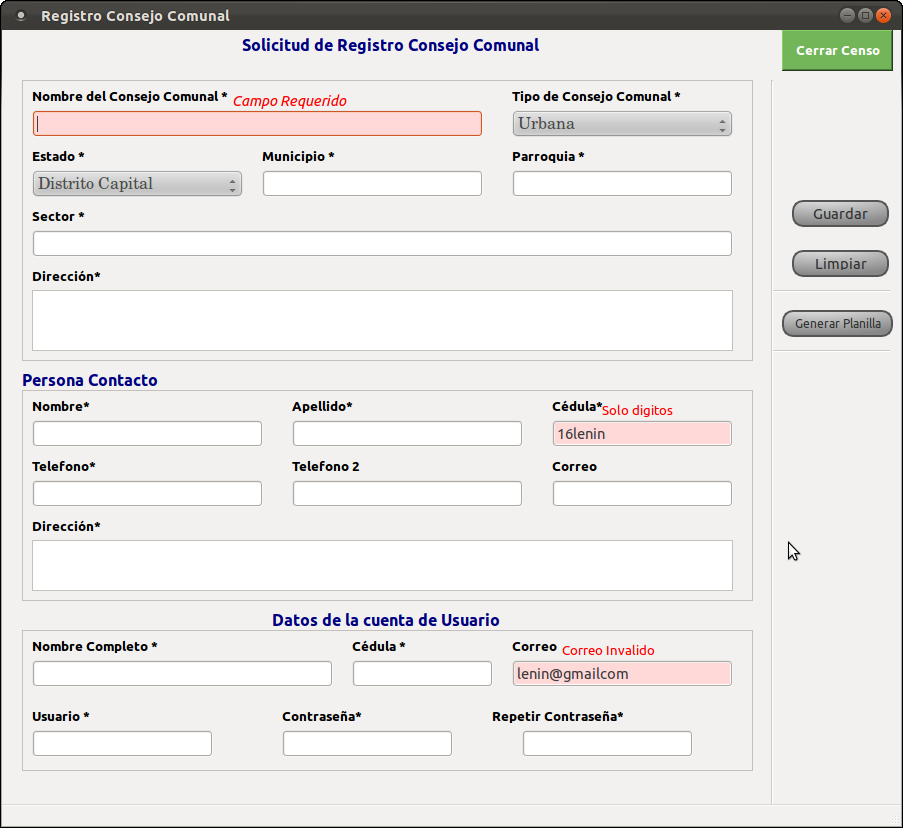 Registro Consejo Comunal
Solicitud de Registro Consejo Comunal
Cerrar Censo
Nombre del Consejo Comunal * Campo Requerido
Tipo de Consejo Comunal *
Urbana
Estado *
Municipio *
Parroquia *
Distrito Capital
Sector *
Guardar
Dirección*
Limpiar
Generar Planilla
Persona Contacto
Nombre*
Apellido*
Cédula*Solo digitos
16lenin
Telefono*
Telefono 2
Correo
Dirección*
Datos de la cuenta de Usuario
Nombre Completo *
Cédula *
Correo Correo Invalido
lenin@gmailcom
Usuario *
Contraseña*
Repetir Contraseña*